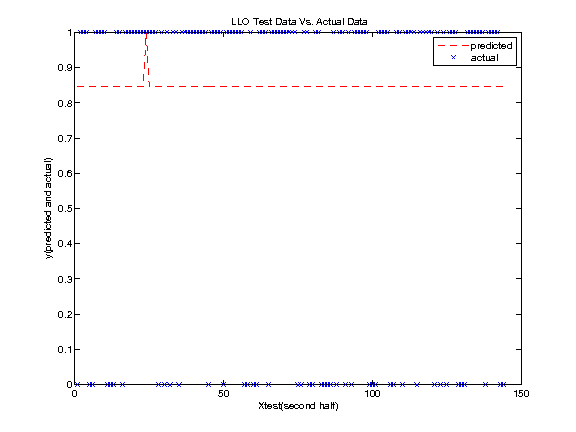 LLO Test Data Vs. Actual Data
predicted
actual
1
0.9
0.8
0.7
0.6
0.5
0.4
0.3
0.2
0.1
0
y(predicted and actual)
0 50 100 150
Xtest(second half)